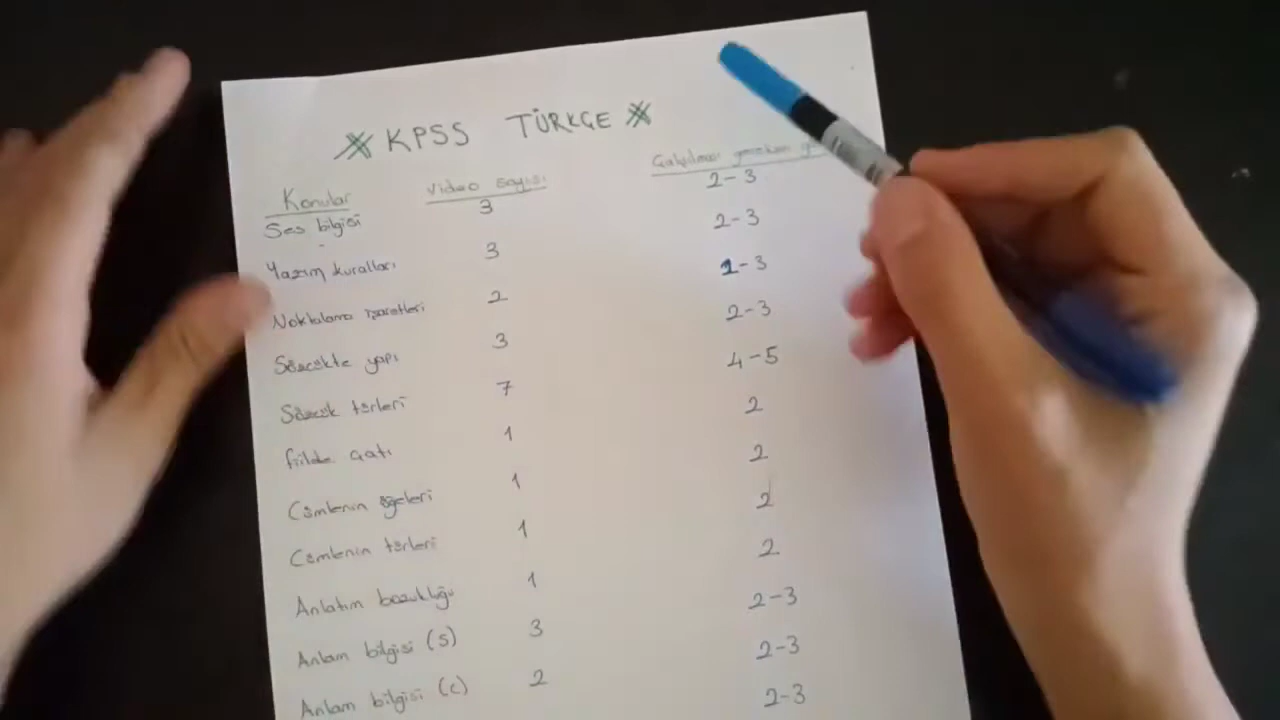 KPSS TÜRKÇE
Konular Video sayısı Çalışılması gereken
Ses bilgisi 3 2-3
Yazım kuralları 3 2-3
Noktalama işaretleri 2 1-3
Sözcükte yapı 3 2-3
Sözcük türleri 7 4-5
Fiilde çatı 1 2
Cümlenin öğeleri 1 2
Cümlenin türleri 1 2
Anlatım bozukluğu 1 2
Anlam bilgisi (s) 3 2-3
Anlam bilgisi (c) 2 2-3
2-3